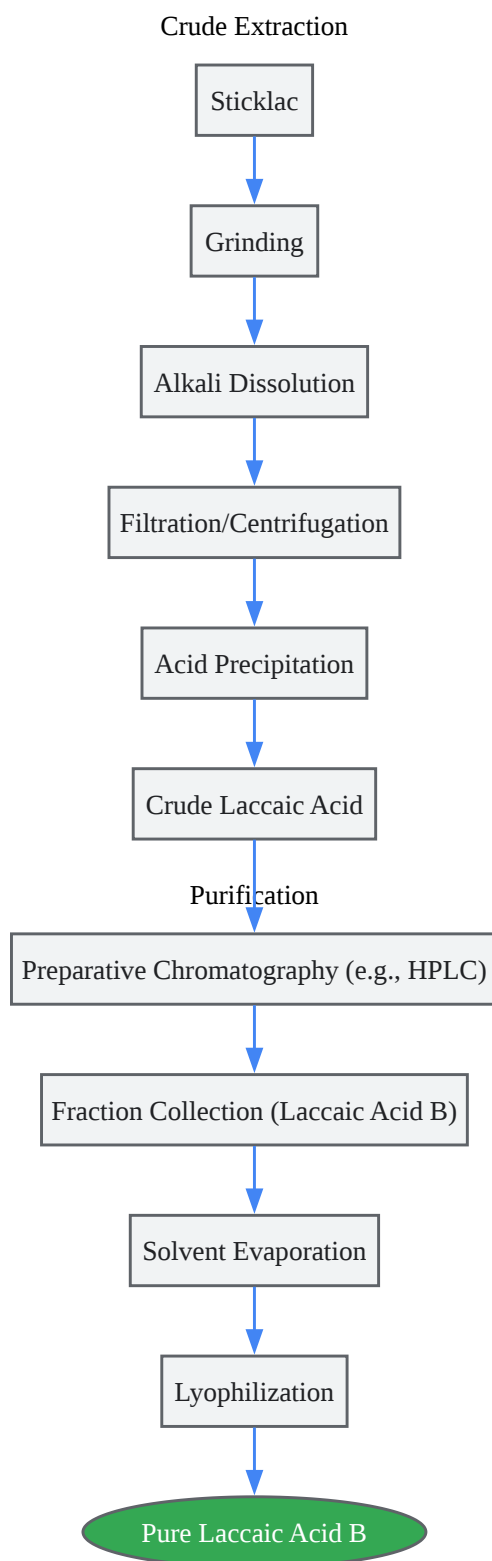 Crude Extraction
Sticklac
Grinding
Alkali Dissolution
Filtration/Centrifugation
Acid Precipitation
Crude Laccaic Acid
Purification
Preparative Chromatography (e.g., HPLC)
Fraction Collection (Laccaic Acid B)
Solvent Evaporation
Lyophilization
Pure Laccaic Acid B